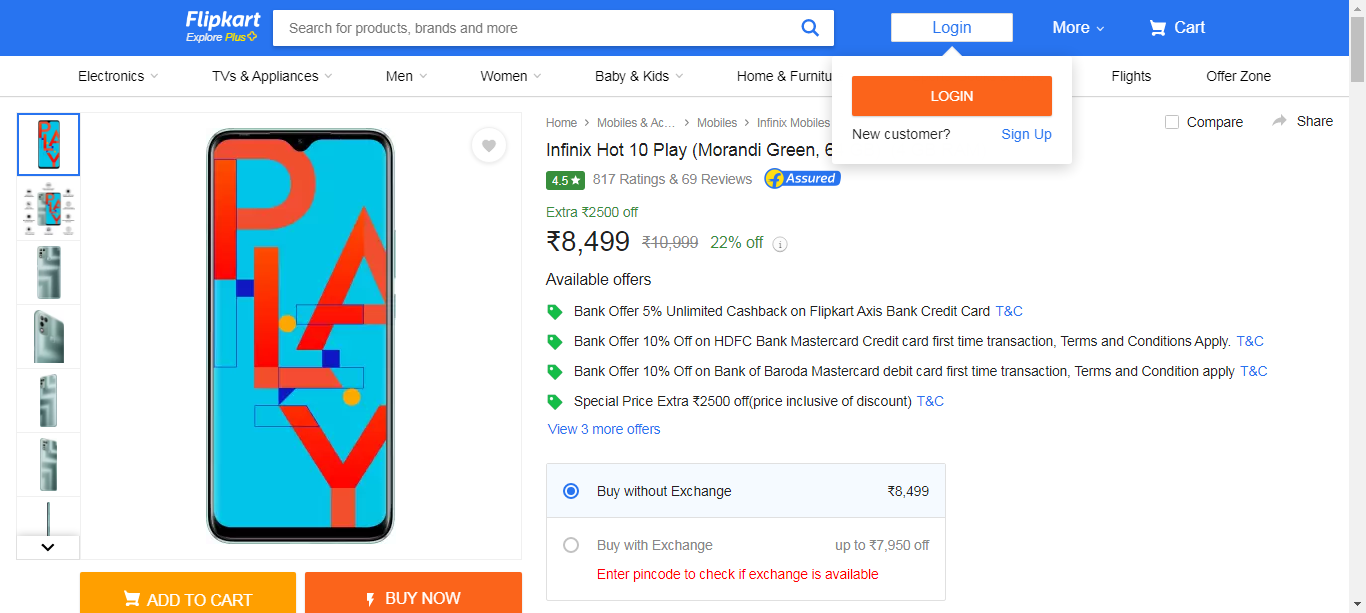 Flipkart
Explore Plus
Search for products, brands and more
Login
More
Cart
Electronics
TVs & Appliances
Men
Women
Baby & Kids
Home & Furnitu
Flights
Offer Zone
LOGIN
New customer? Sign Up
Home > Mobiles & Ac... > Mobiles > Infinix Mobiles
Compare
Share
Infinix Hot 10 Play (Morandi Green, 6
4.5★ 817 Ratings & 69 Reviews Assured
Extra ₹2500 off
₹8,499 ₹10,999 22% off
Available offers
Bank Offer 5% Unlimited Cashback on Flipkart Axis Bank Credit Card T&C
Bank Offer 10% Off on HDFC Bank Mastercard Credit card first time transaction, Terms and Conditions Apply. T&C
Bank Offer 10% Off on Bank of Baroda Mastercard debit card first time transaction, Terms and Condition apply T&C
Special Price Extra ₹2500 off(price inclusive of discount) T&C
View 3 more offers
Buy without Exchange ₹8,499
Buy with Exchange up to ₹7,950 off
Enter pincode to check if exchange is available
PLAY
ADD TO CART
BUY NOW